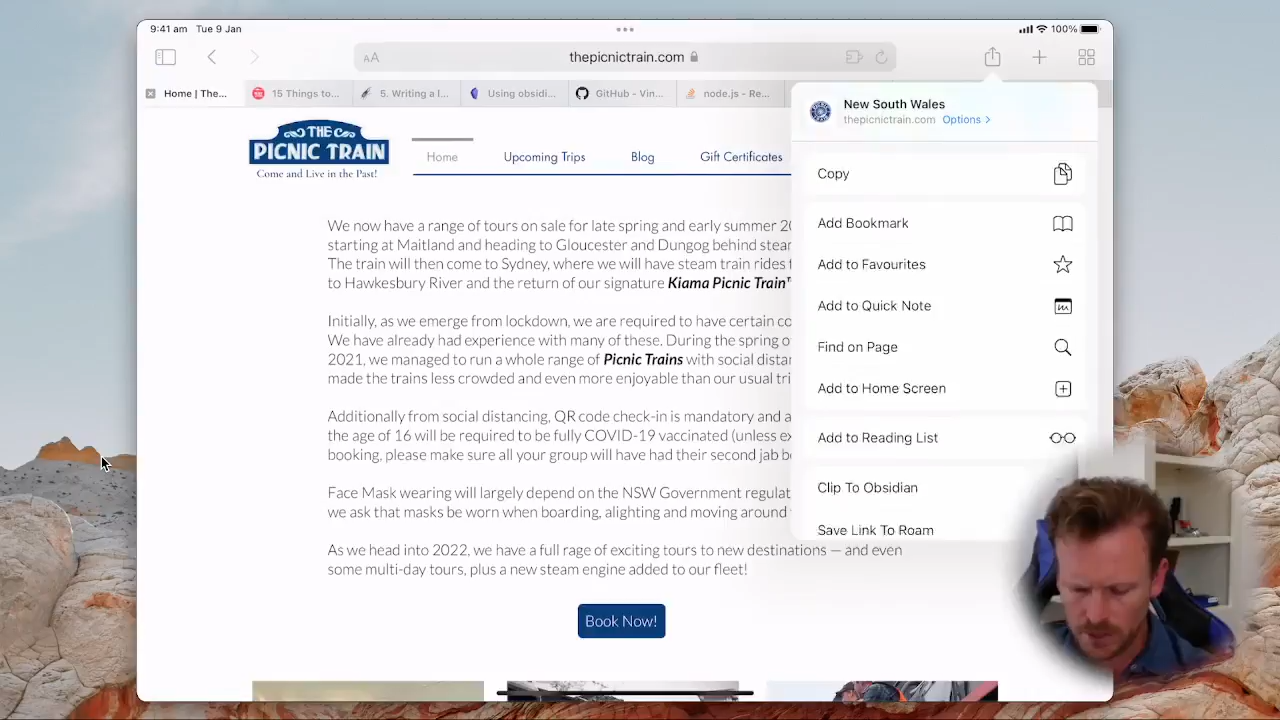 9:41 am Tue 9 Jan
100%
AA
thepicnictrain.com
Home | The...
15 Things to...
5. Writing a l...
Using obsidi...
GitHub - Vin...
node.js - Re...
THE
PICNIC TRAIN
Come and Live in the Past!
Home
Upcoming Trips
Blog
Gift Certificates
We now have a range of tours on sale for late spring and early summer 20
starting at Maitland and heading to Gloucester and Dungog behind steam
The train will then come to Sydney, where we will have steam train rides f
to Hawkesbury River and the return of our signature Kiama Picnic Train™
Initially, as we emerge from lockdown, we are required to have certain co
We have already had experience with many of these. During the spring o
2021, we managed to run a whole range of Picnic Trains with social distan
made the trains less crowded and even more enjoyable than our usual tri
Additionally from social distancing, QR code check-in is mandatory and a
the age of 16 will be required to be fully COVID-19 vaccinated (unless ex
booking, please make sure all your group will have had their second jab be
Face Mask wearing will largely depend on the NSW Government regulat
we ask that masks be worn when boarding, alighting and moving around
As we head into 2022, we have a full rage of exciting tours to new destinations — and even
some multi-day tours, plus a new steam engine added to our fleet!
Book Now!
New South Wales
thepicnictrain.com Options >
Copy
Add Bookmark
Add to Favourites
Add to Quick Note
Find on Page
Add to Home Screen
Add to Reading List
Clip To Obsidian
Save Link To Roam